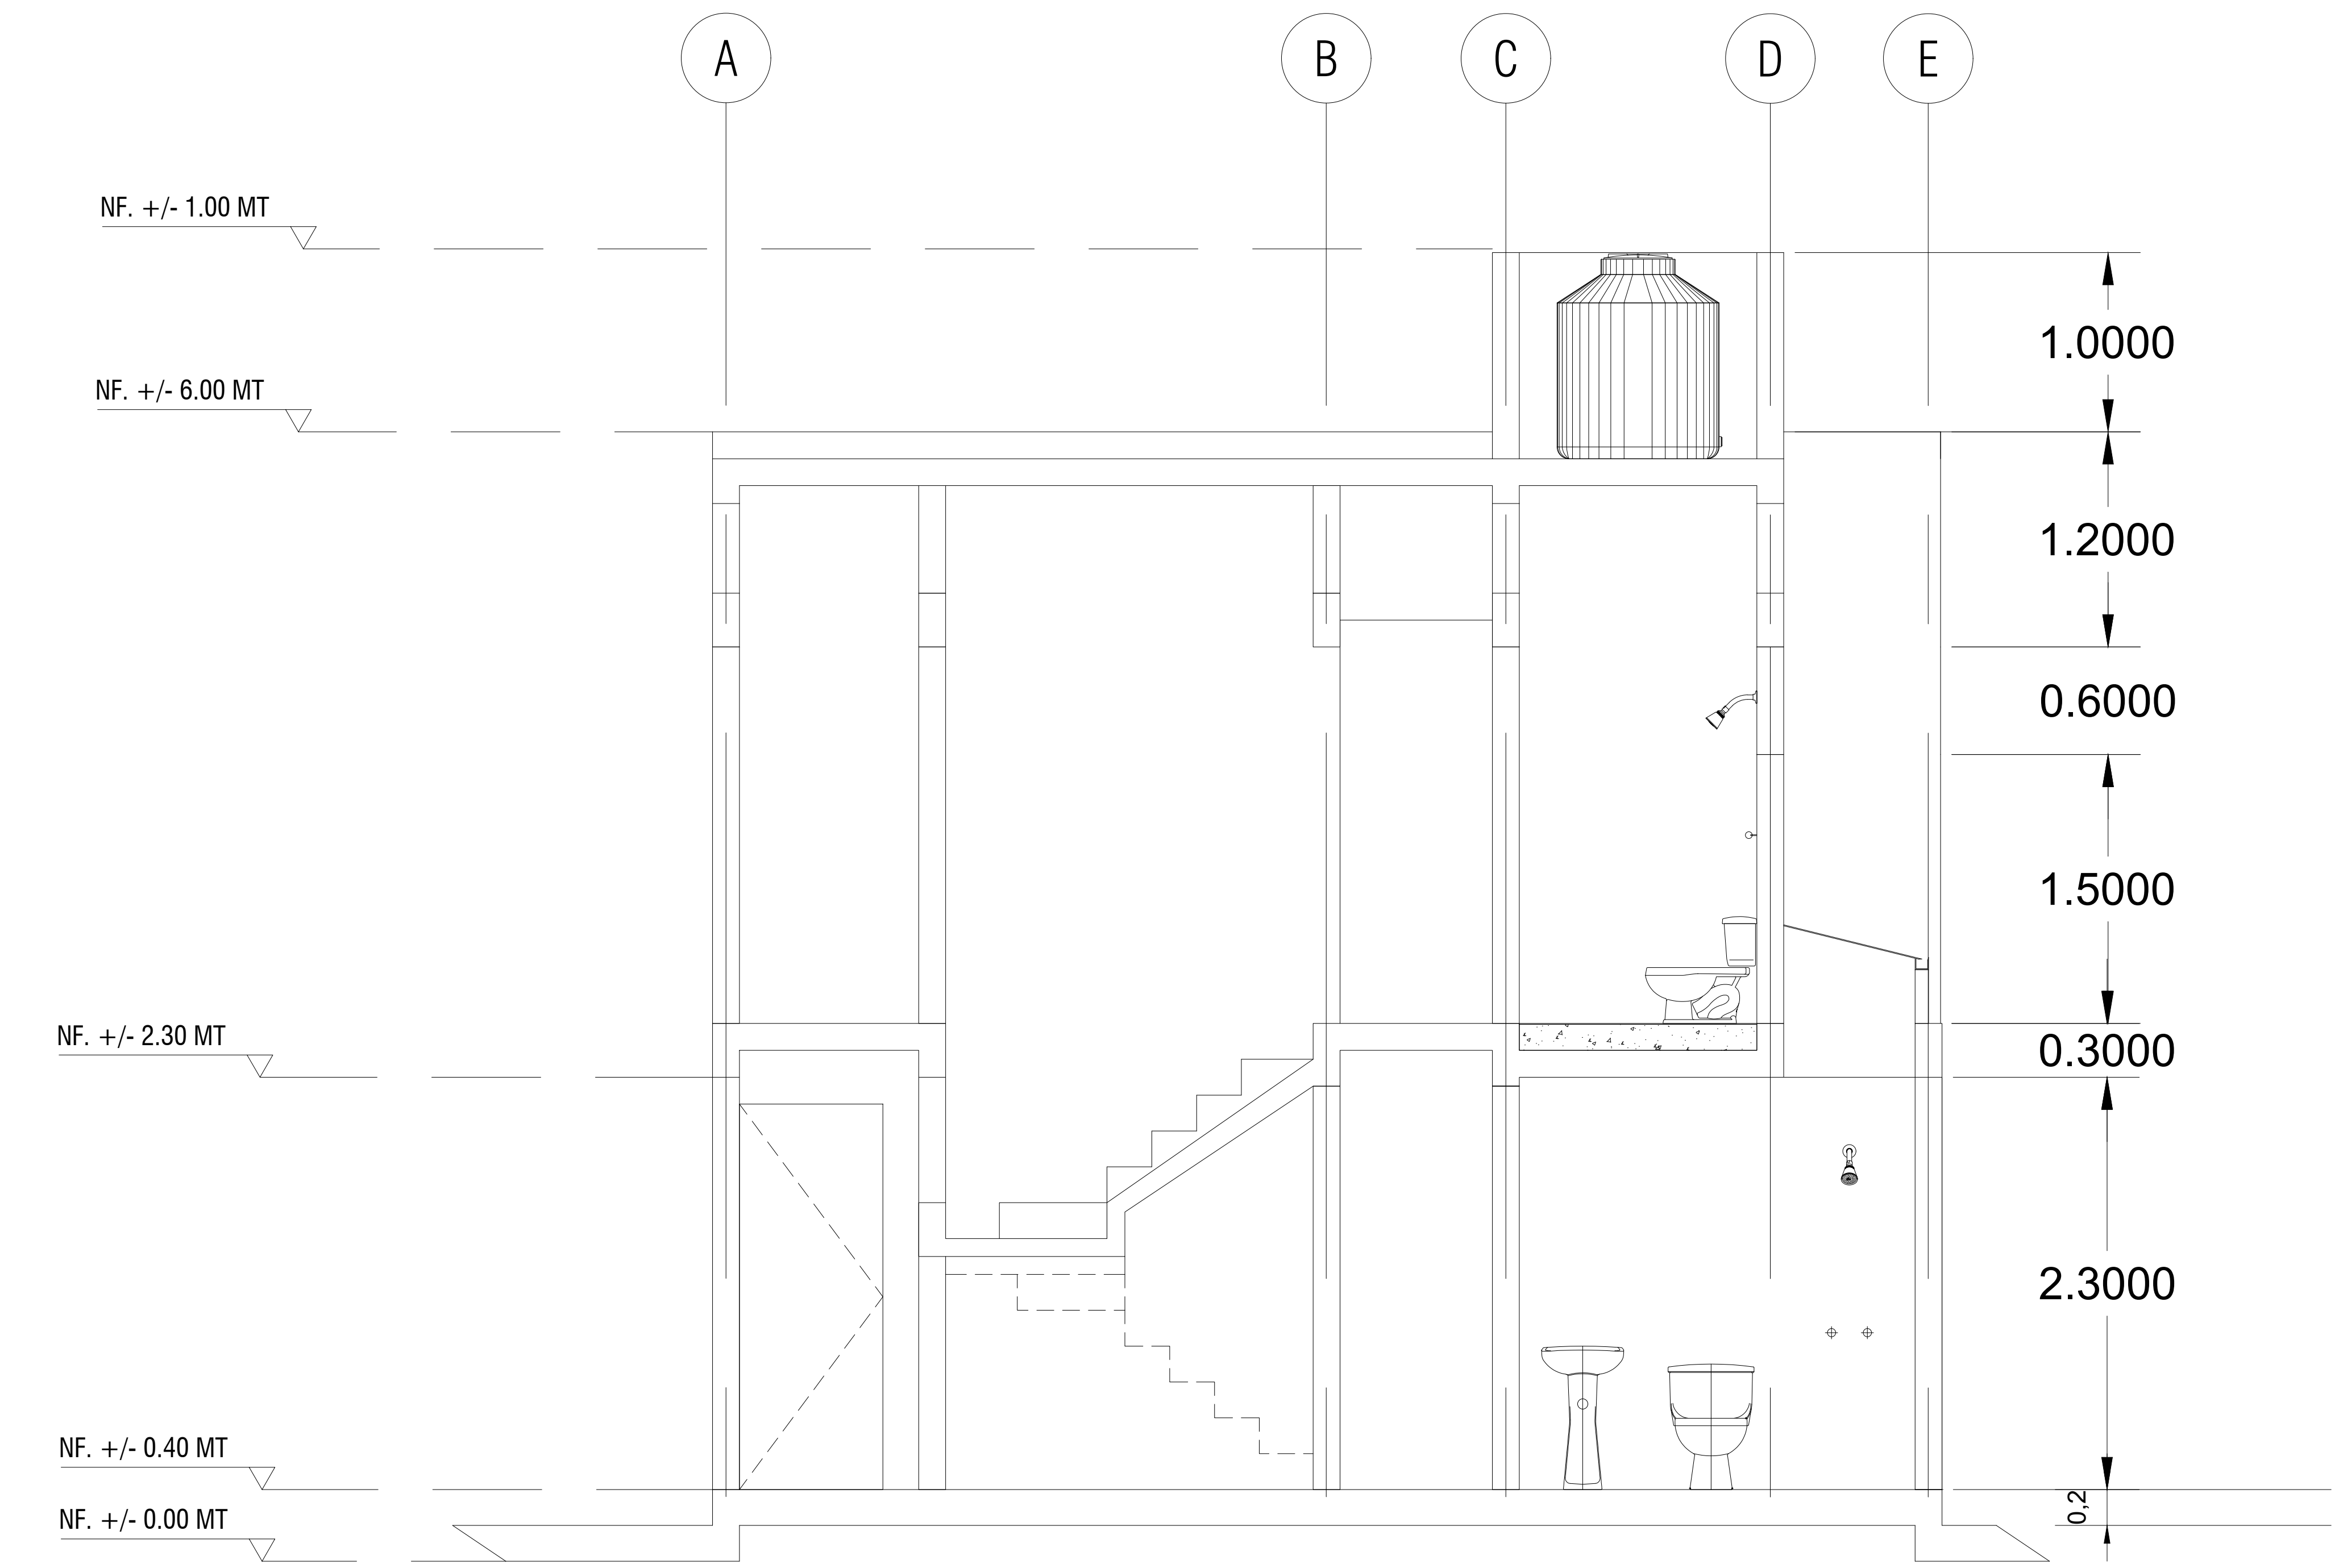 A B C D E
NF. +/- 1.00 MT
1.0000
NF. +/- 6.00 MT
1.2000
0.6000
1.5000
NF. +/- 2.30 MT
0.3000
2.3000
NF. +/- 0.40 MT
0,2
NF. +/- 0.00 MT